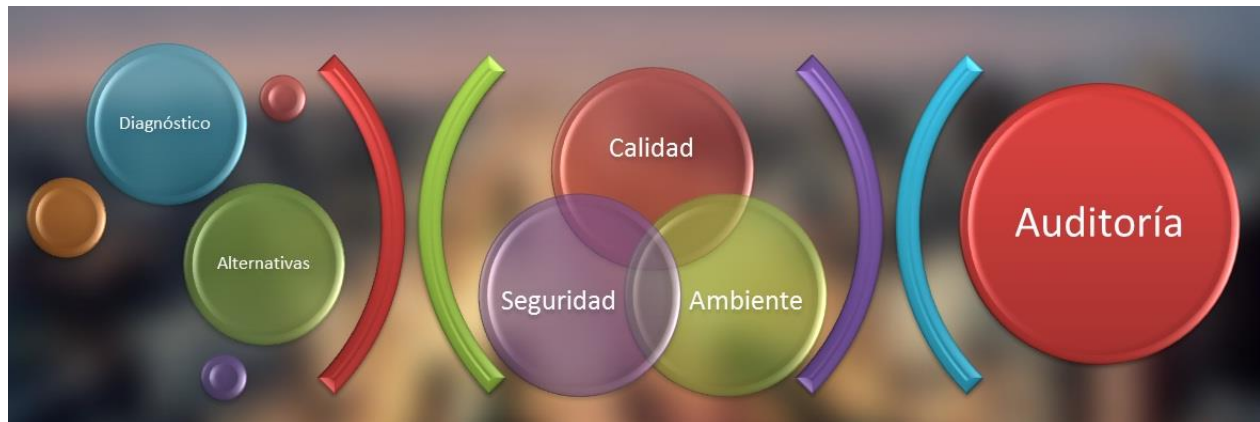 Diagnóstico
Alternativas
Calidad
Seguridad
Ambiente
Auditoría